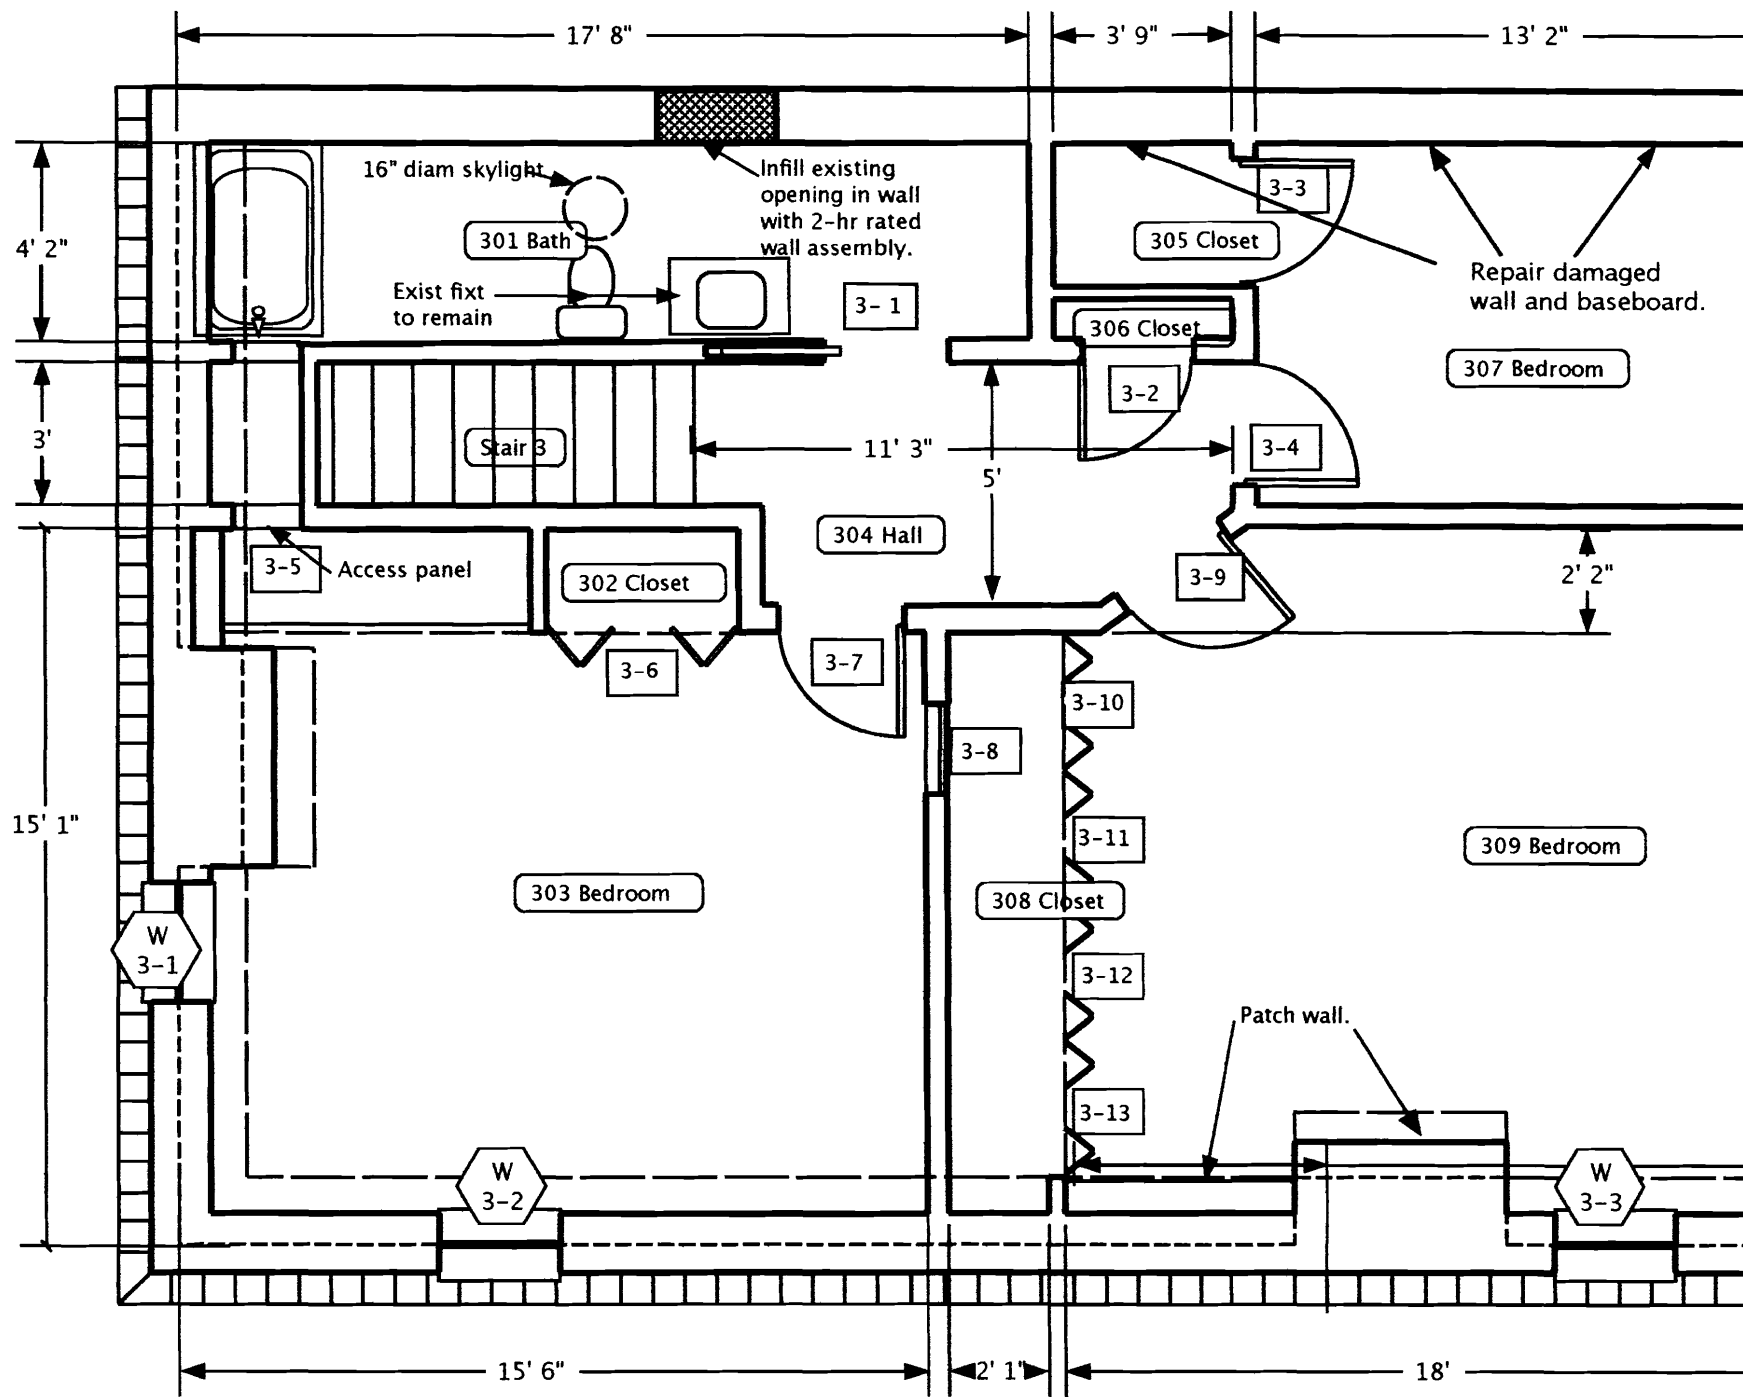 17' 8"
3' 9"
13' 2"
16" diam skylight
Infill existing
opening in wall
with 2-hr rated
wall assembly.
3-3
301 Bath
305 Closet
4' 2"
Repair damaged
wall and baseboard.
Exist fixt
to remain
3- 1
306 Closet
307 Bedroom
3-2
3'
Stair 3
11' 3"
3-4
5'
304 Hall
3-5
Access panel
302 Closet
3-9
2' 2"
3-6
3-7
3-10
3-8
15' 1"
3-11
309 Bedroom
303 Bedroom
308 Closet
W
3-1
3-12
Patch wall.
3-13
W
3-2
W
3-3
15' 6"
2' 1"
18'